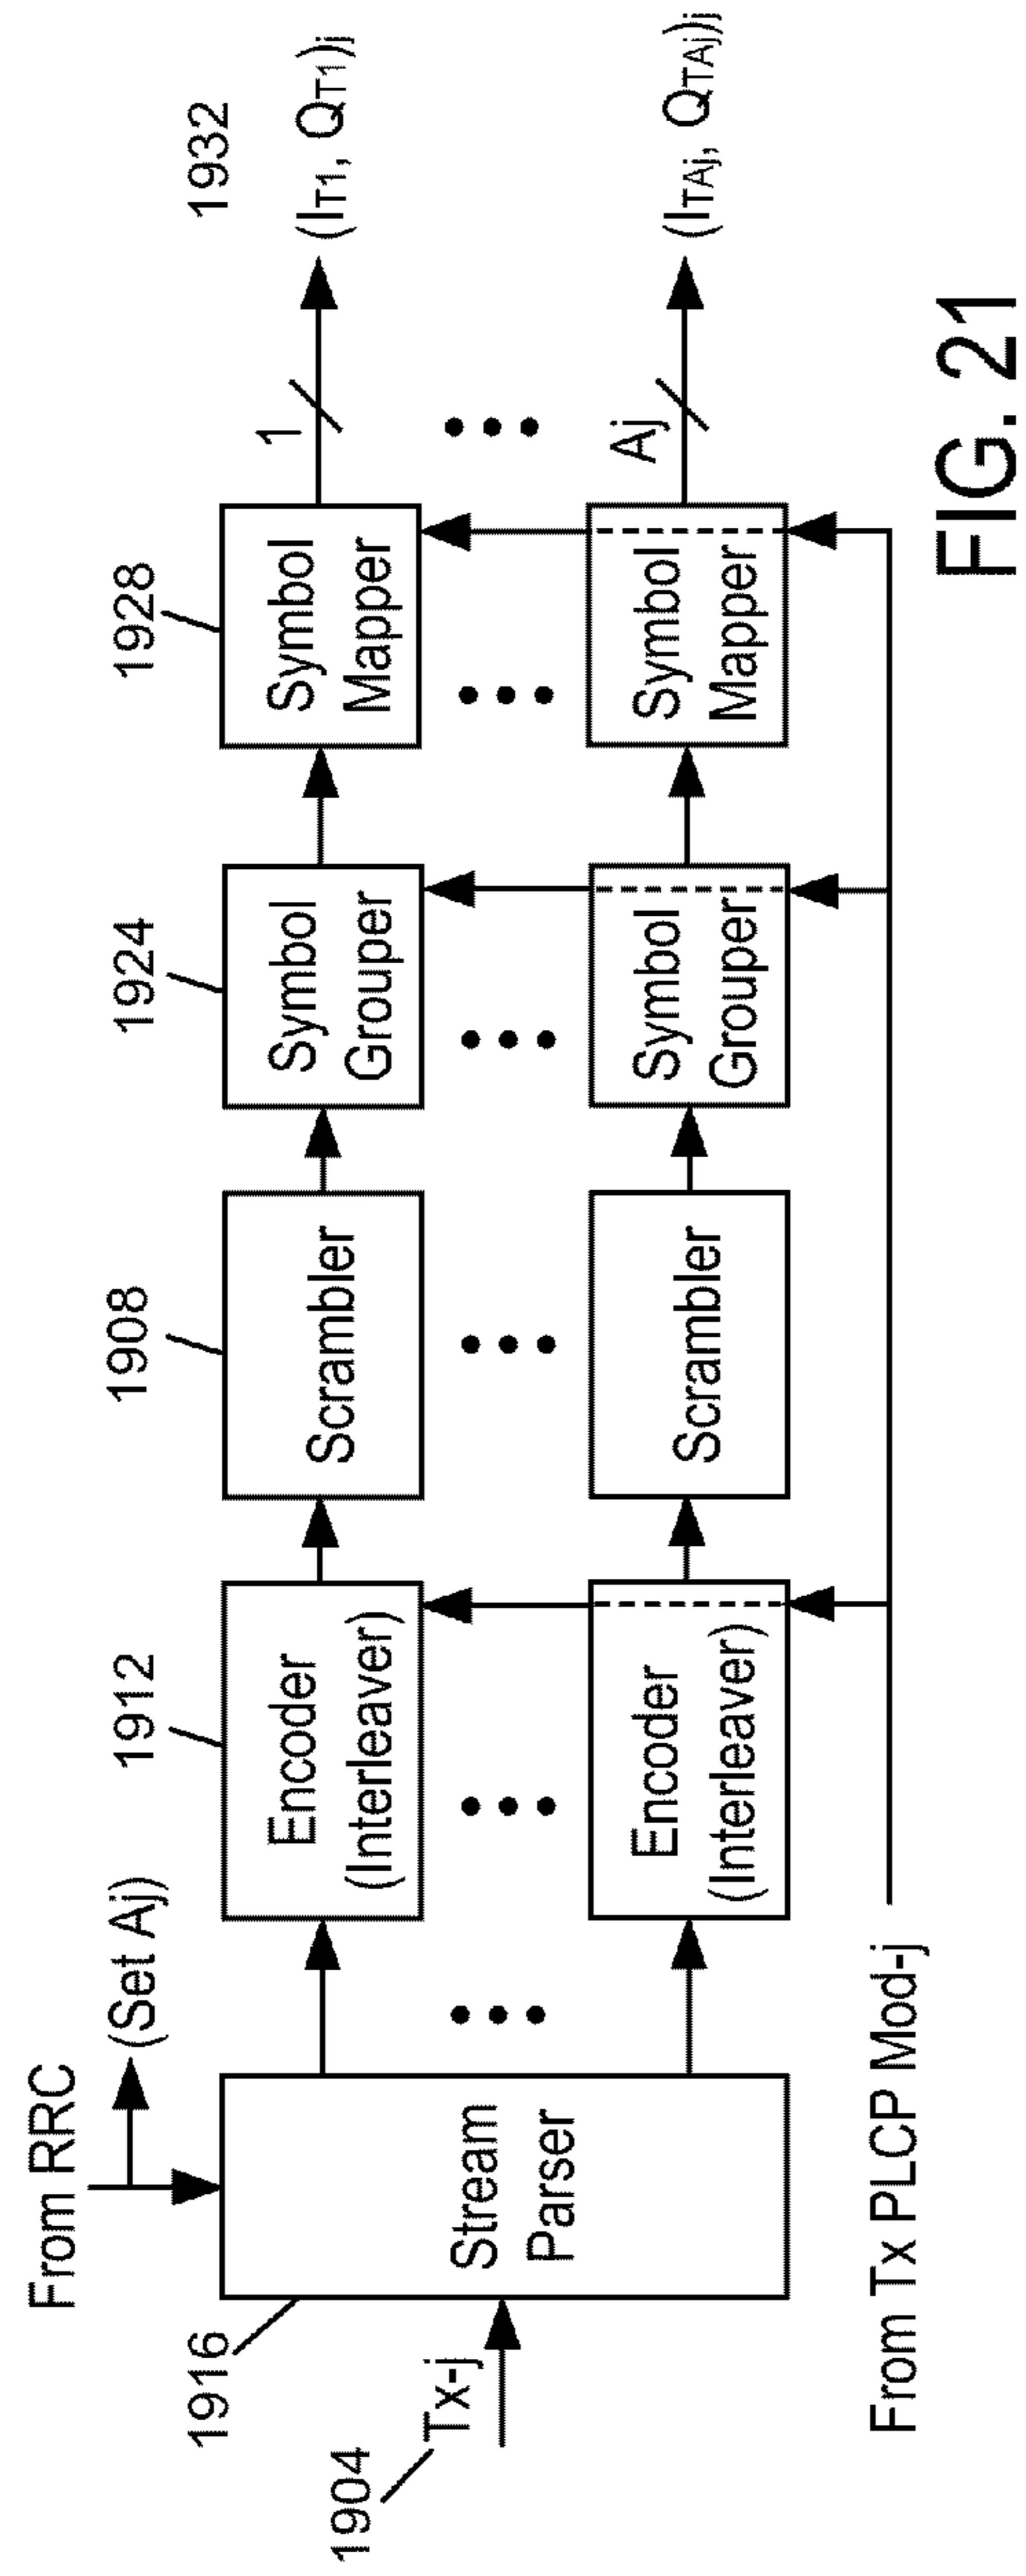 From RRC
(Set Aj)
1916
1904
Tx-j
Stream
Parser
1912
Encoder
(Interleaver)
1908
Scrambler
1924
Symbol
Grouper
1928
Symbol
Mapper
1
1932
(IT1, QT1)j
Encoder
(Interleaver)
Scrambler
Symbol
Grouper
Symbol
Mapper
Aj
(ITAj, QTAj)j
From Tx PLCP Mod-j
FIG. 21